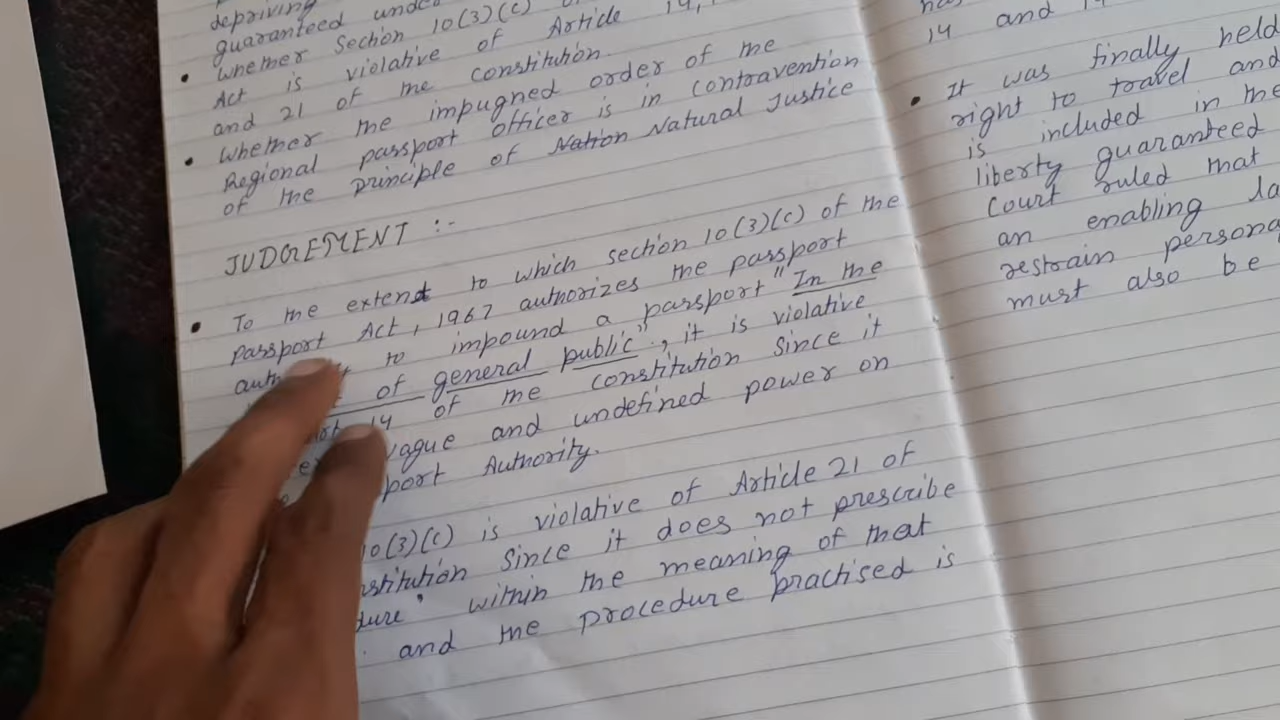 depriving
guaranteed under
• Whether Section 10(3)(c)
Act is violative of Article 14,
and 21 of the constitution.
• Whether the impugned order of the
Regional passport officer is in contravention
of the principle of Nation Natural Justice
JUDGEMENT :-
• To the extent to which section 10(3)(c) of the
Passport Act, 1967 authorizes the passport
to impound a passport "In the
of general public", it is violative
14 of the constitution since it
vague and undefined power on
Authority.
10(3)(c) is violative of Article 21 of
Since it does not prescribe
within the meaning of that
and the procedure practised is
14 and
• It was finally held
right to travel and
is included in the
liberty guaranteed
Court ruled that
an enabling
restrain persona
must also be